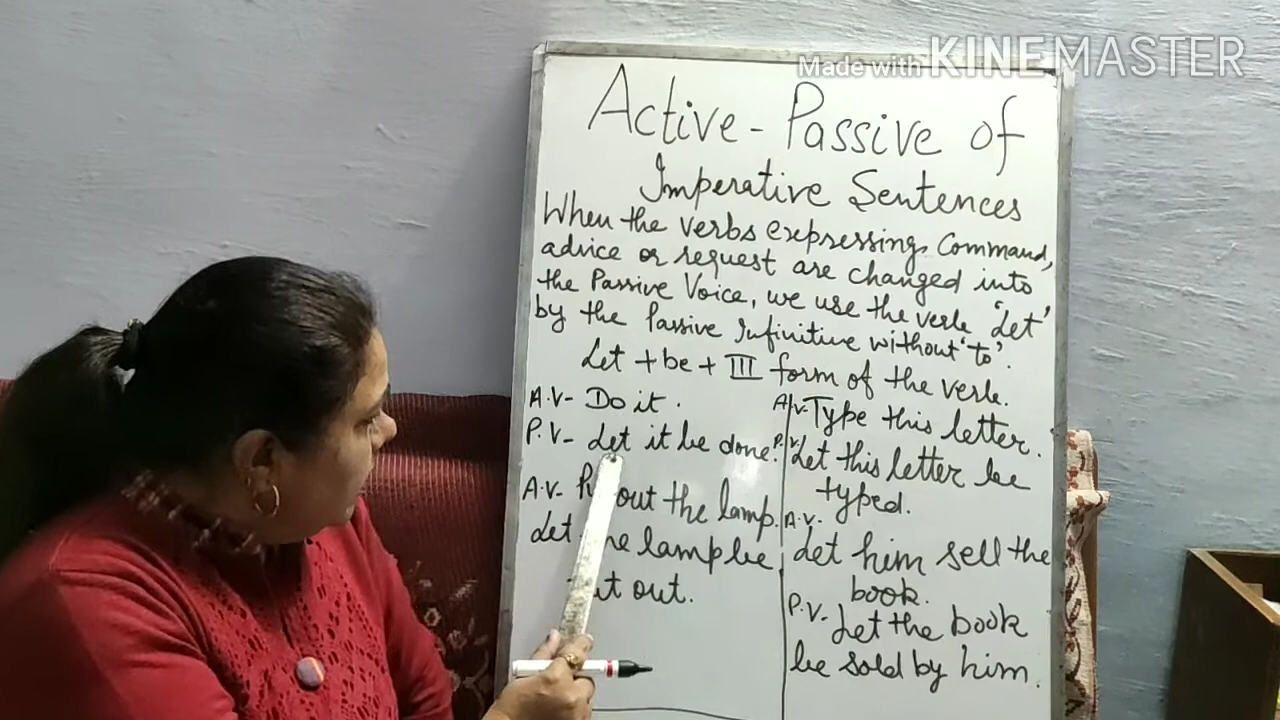 Made with KINEMASTER
Active - Passive of
Imperative Sentences
When the verbs expressing, Command,
advice or request are changed into
the Passive Voice, we use the verb 'Let'
by the Passive Infinitive without 'to'.
Let + be + III form of the verb.
A.V- Do it.
P.V- Let it be done.
A.V- out the lamp.
Let lamp be
out.
A.V. Type this letter.
P.V. Let this letter be
typed.
A.V.
Let him sell the
book.
P.V- Let the book
be sold by him.